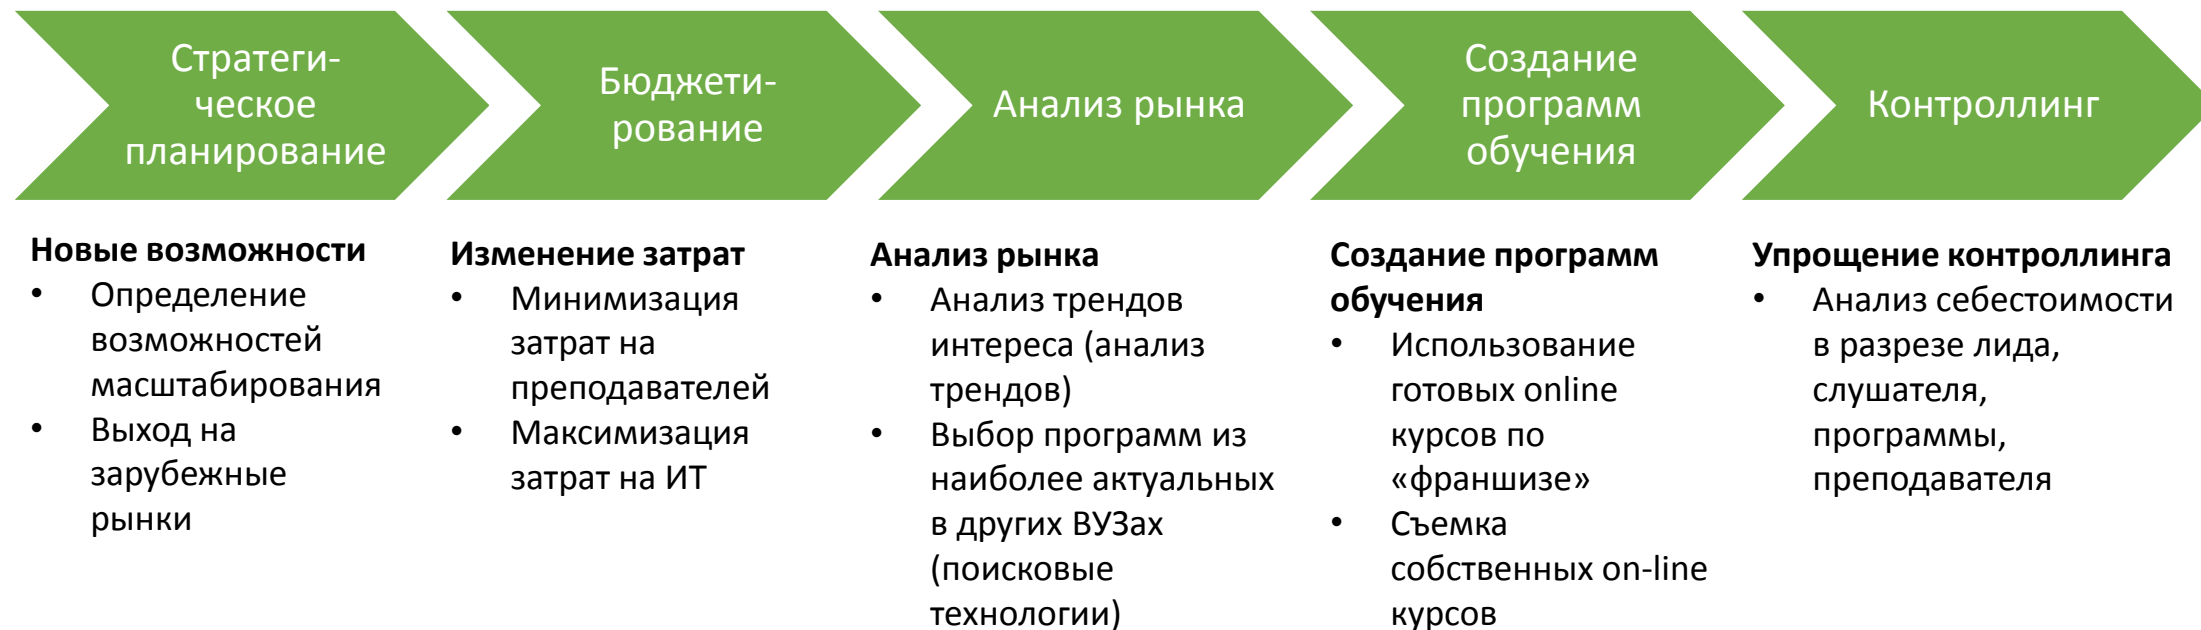 Стратеги-
ческое
планирование
Бюджети-
рование
Анализ рынка
Создание
программ
обучения
Контроллинг
Новые возможности
• Определение
возможностей
масштабирования
• Выход на
зарубежные
рынки
Изменение затрат
• Минимизация
затрат на
преподавателей
• Максимизация
затрат на ИТ
Анализ рынка
• Анализ трендов
интереса (анализ
трендов)
• Выбор программ из
наиболее актуальных
в других ВУЗах
(поисковые
технологии)
Создание программ
обучения
• Использование
готовых online
курсов по
«франшизе»
• Съемка
собственных on-line
курсов
Упрощение контроллинга
• Анализ себестоимости
в разрезе лида,
слушателя,
программы,
преподавателя